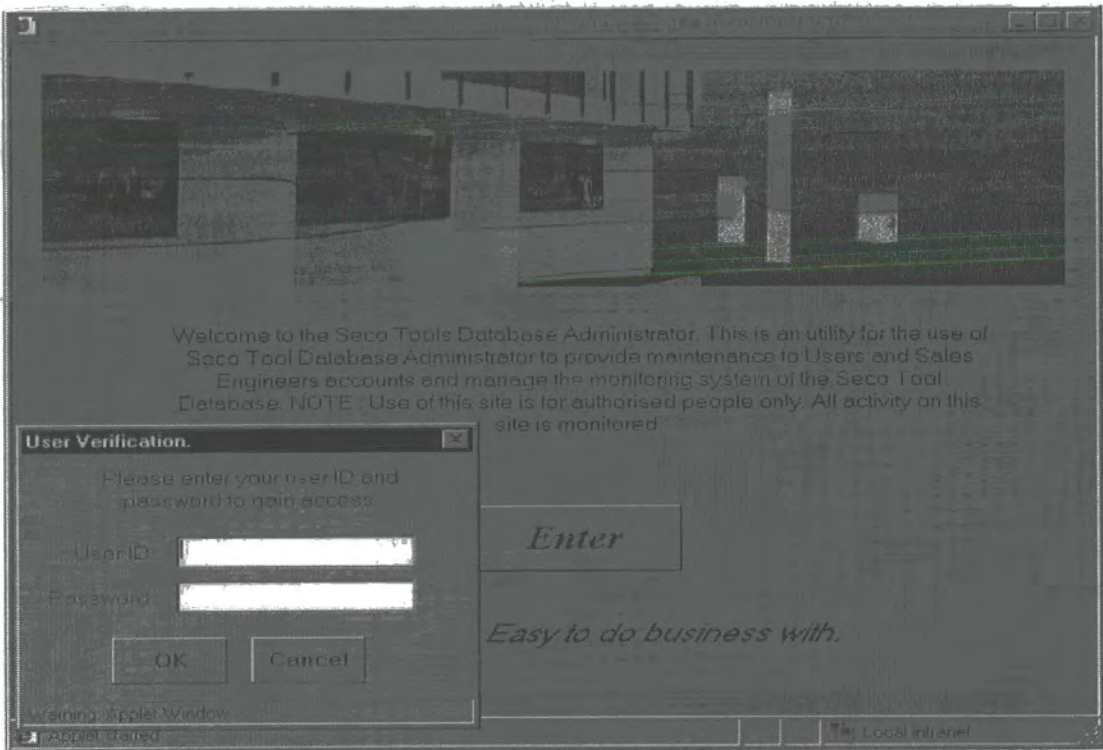 Welcome to the Seco Tools Database Administrator. This is an utility for the use of
Seco Tool Database Administrator to provide maintenance to Users and Sales
Engineers accounts and manage the monitoring system of the Seco Tool
Database. NOTE : Use of this site is for authorised people only. All activity on this
site is monitored
User Verification.
Please enter your user ID and
password to gain access
User ID
Password
OK
Cancel
Warning: Applet Window
Enter
Easy to do business with.
Applet started
Local intranet